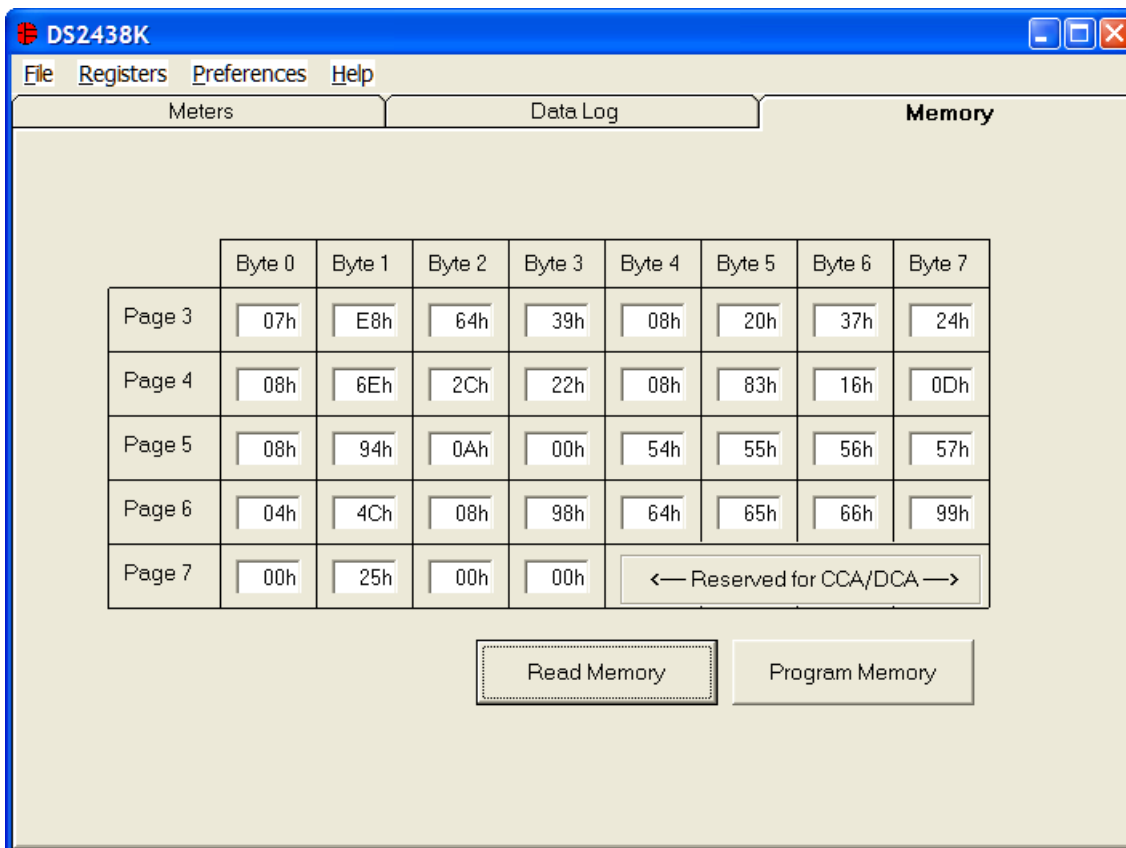 DS2438K
File Registers Preferences Help
Meters Data Log Memory
Byte 0 Byte 1 Byte 2 Byte 3 Byte 4 Byte 5 Byte 6 Byte 7
Page 3 07h E8h 64h 39h 08h 20h 37h 24h
Page 4 08h 6Eh 2Ch 22h 08h 83h 16h 0Dh
Page 5 08h 94h 0Ah 00h 54h 55h 56h 57h
Page 6 04h 4Ch 08h 98h 64h 65h 66h 99h
Page 7 00h 25h 00h 00h <— Reserved for CCA/DCA —>
Read Memory Program Memory